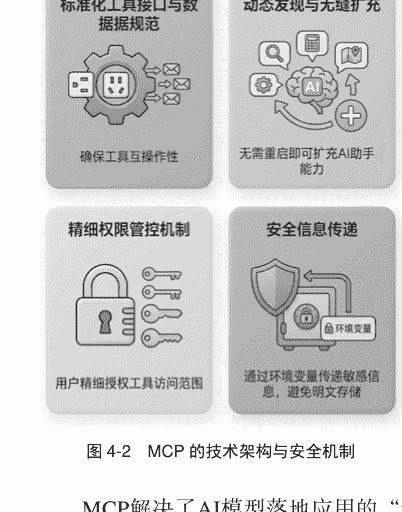 标准化工具接口与数
据据规范
确保工具互操作性
动态发现与无缝扩充
AI
无需重启即可扩充AI助手
能力
精细权限管控机制
用户精细授权工具访问范围
安全信息传递
环境变量
通过环境变量传递敏感信
息，避免明文存储
图 4-2 MCP 的技术架构与安全机制
MCP解决了AI模型落地应用的“